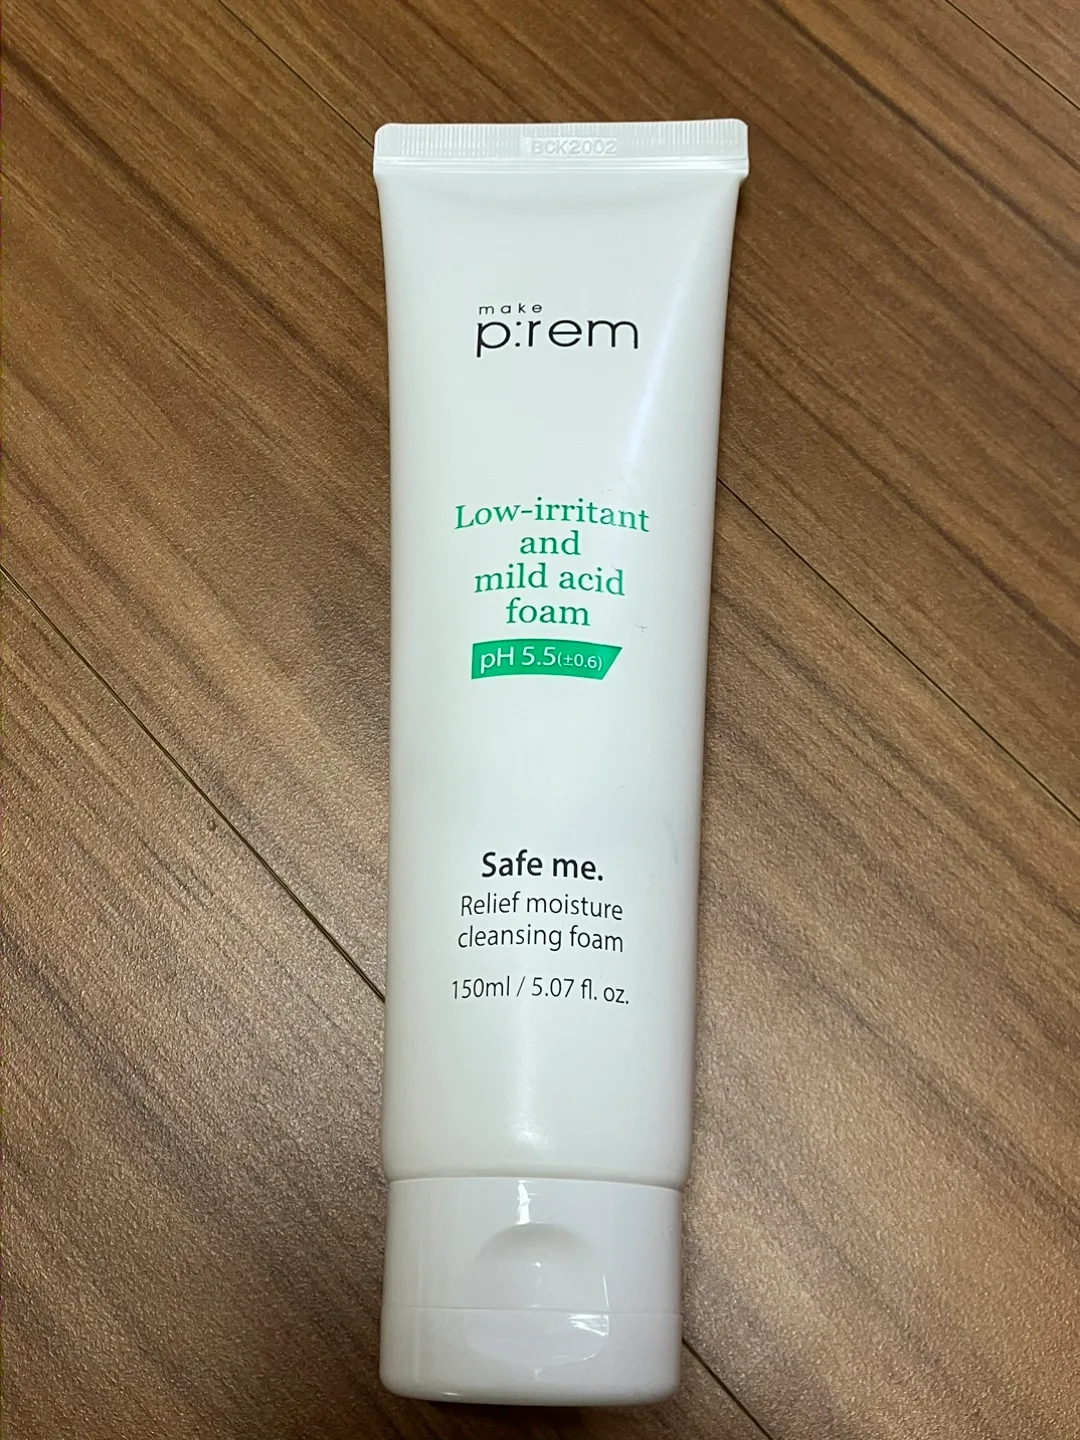 BCK2002
make
p:rem
Low-irritant
and
mild acid
foam
pH 5.5(±0.6)
Safe me.
Relief moisture
cleansing foam
150ml / 5.07 fl. oz.